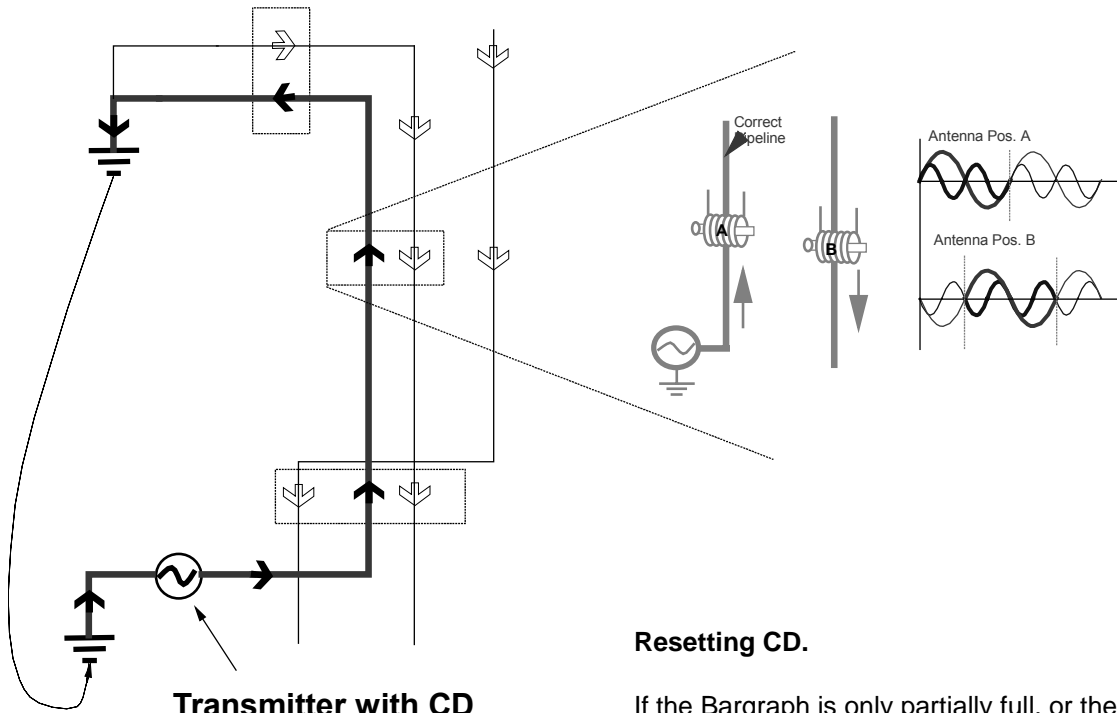 Correct
Pipeline
Antenna Pos. A
A
B
Antenna Pos. B
Resetting CD.
Transmitter with CD
If the Bargraph is only partially full, or the